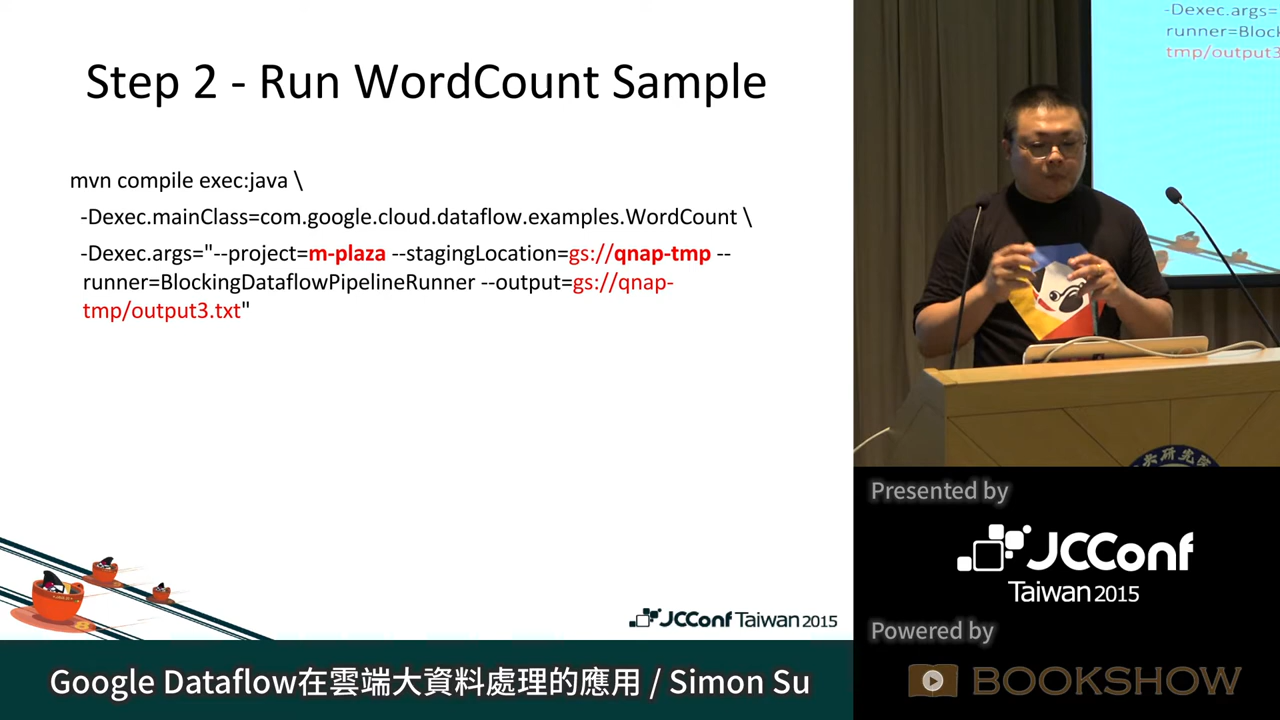 Step 2 - Run WordCount Sample
mvn compile exec:java \
-Dexec.mainClass=com.google.cloud.dataflow.examples.WordCount \
-Dexec.args="--project=m-plaza --stagingLocation=gs://qnap-tmp --
runner=BlockingDataflowPipelineRunner --output=gs://qnap-
tmp/output3.txt"
JCConf Taiwan 2015
Google Dataflow在雲端大資料處理的應用 / Simon Su
-Dexec.args=
runner=Block
tmp/output3
研究院
Presented by
JCConf
Taiwan 2015
Powered by
BOOKSHOW